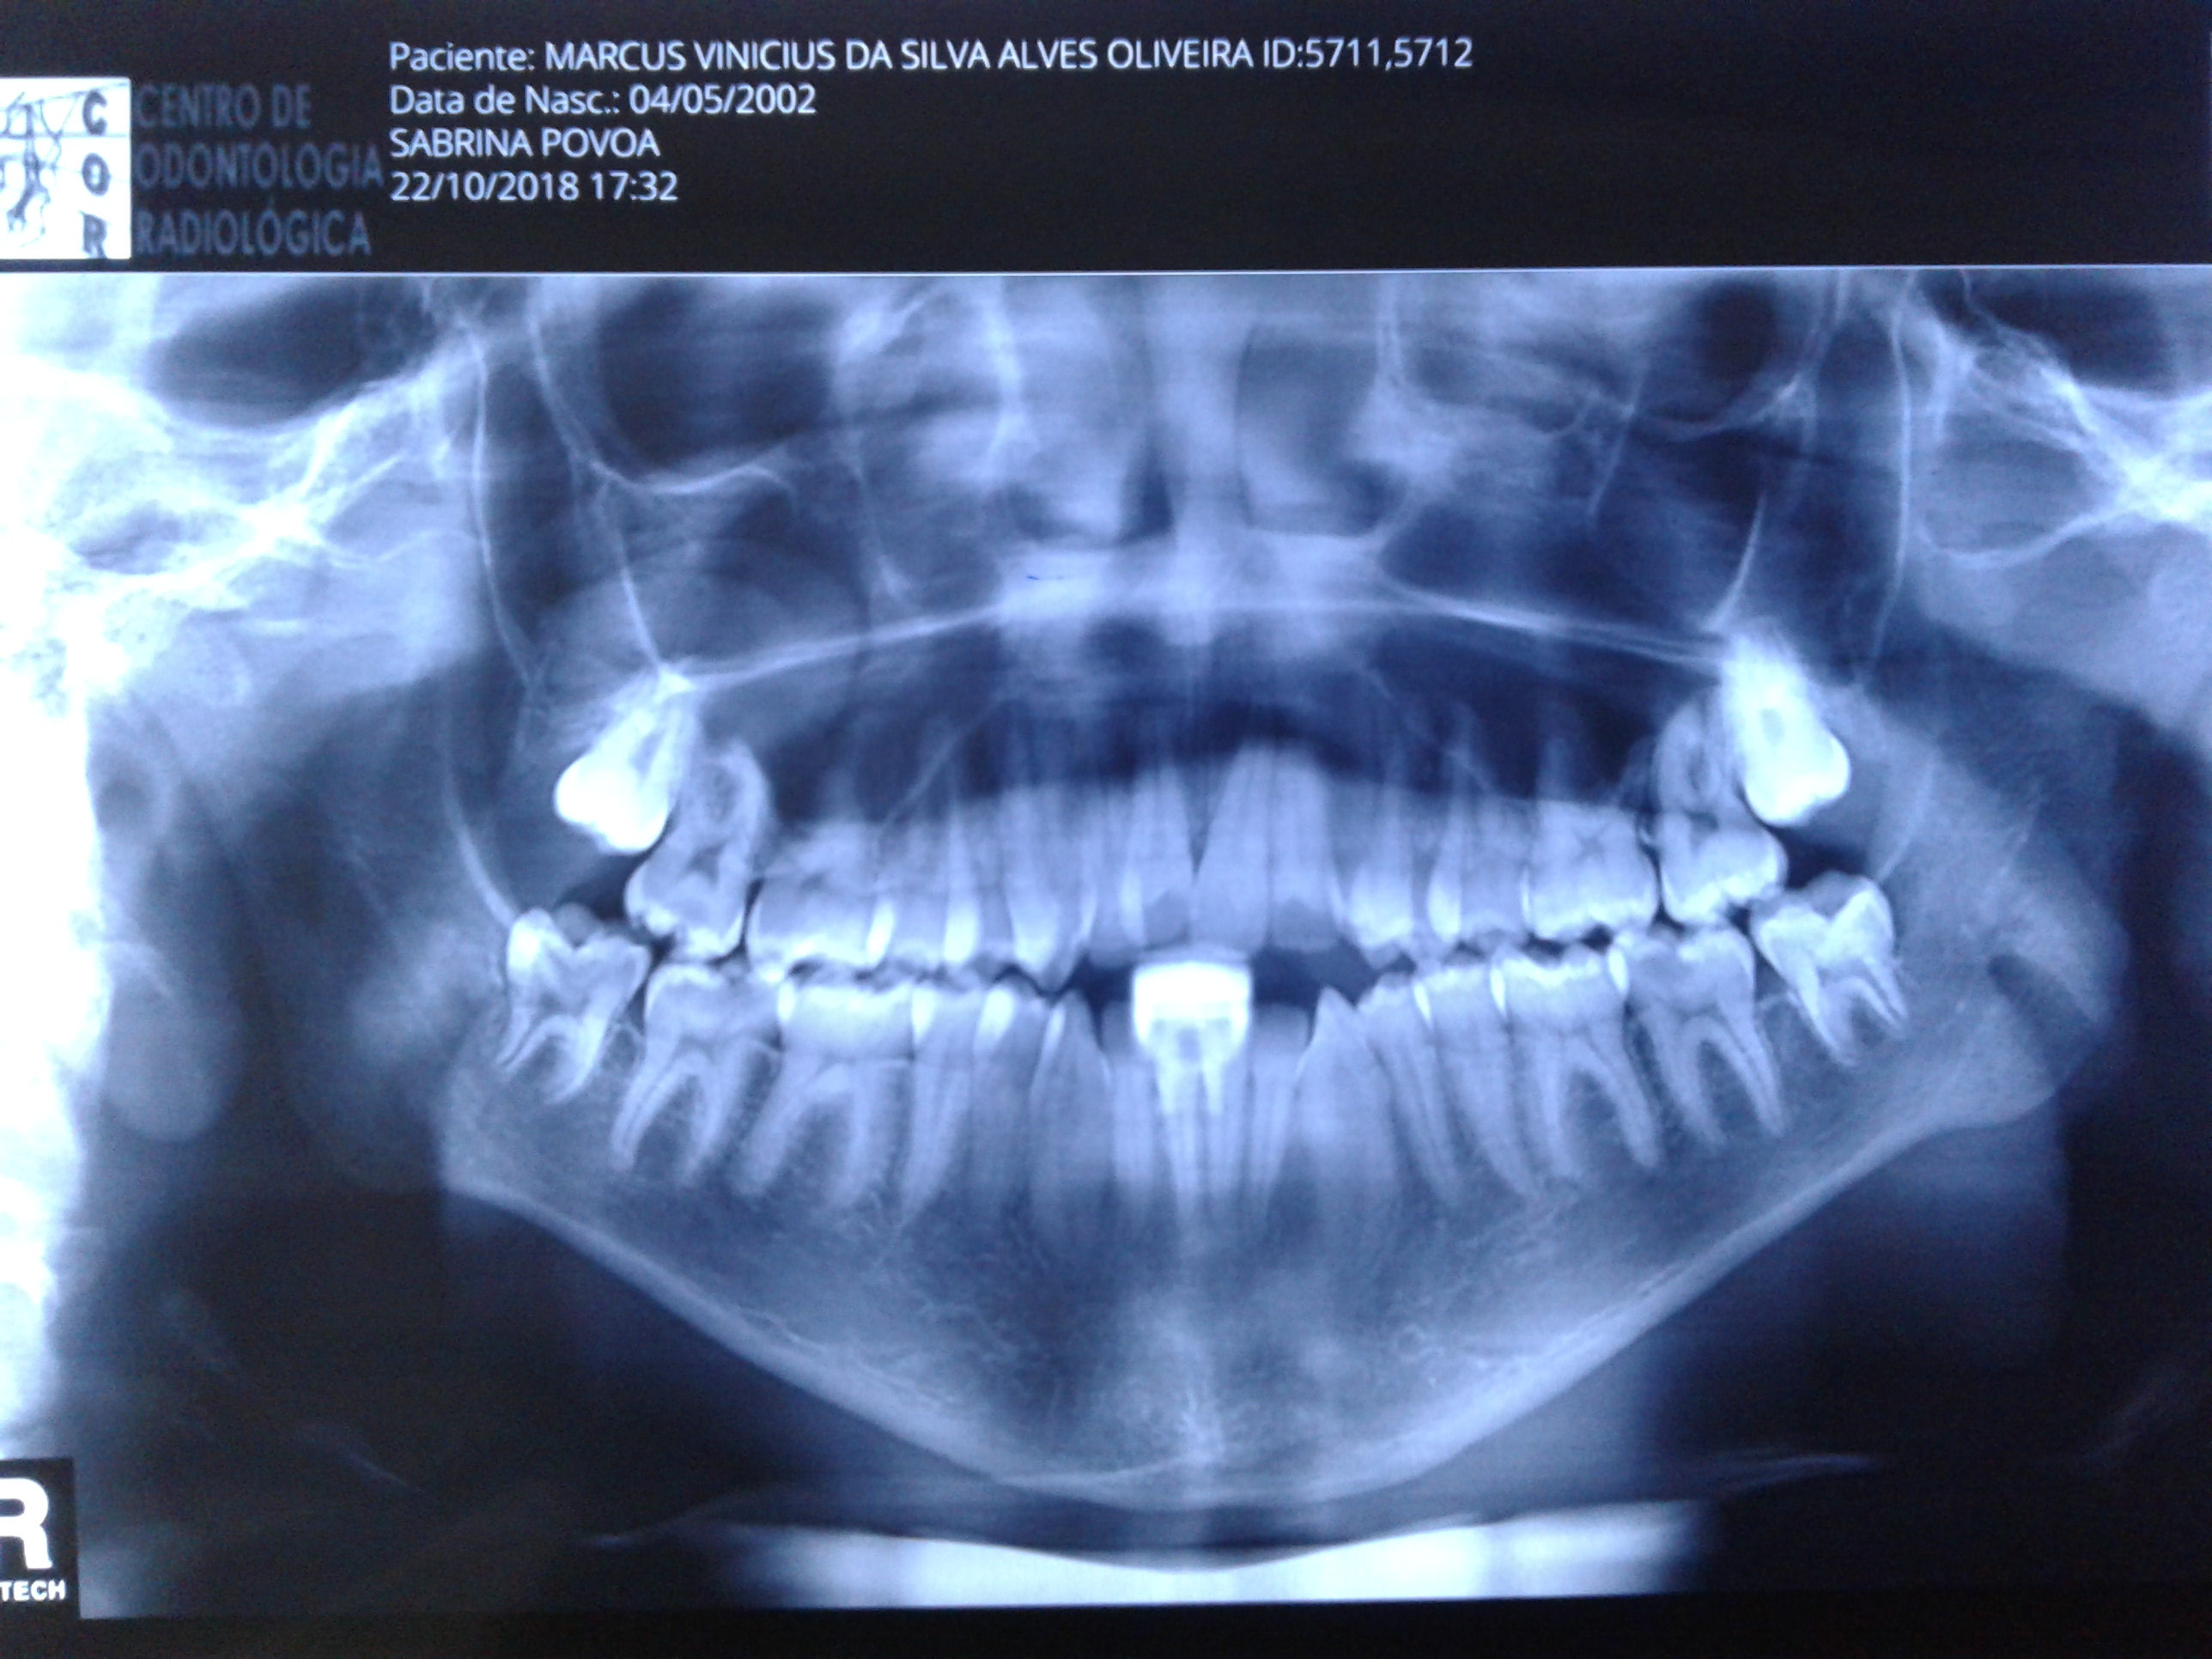 Paciente: MARCUS VINICIUS DA SILVA ALVES OLIVEIRA ID:5711,5712
Data de Nasc.: 04/05/2002
SABRINA POVOA
22/10/2018 17:32
C
O
R
CENTRO DE
ODONTOLOGIA
RADIOLÓGICA
R
TECH